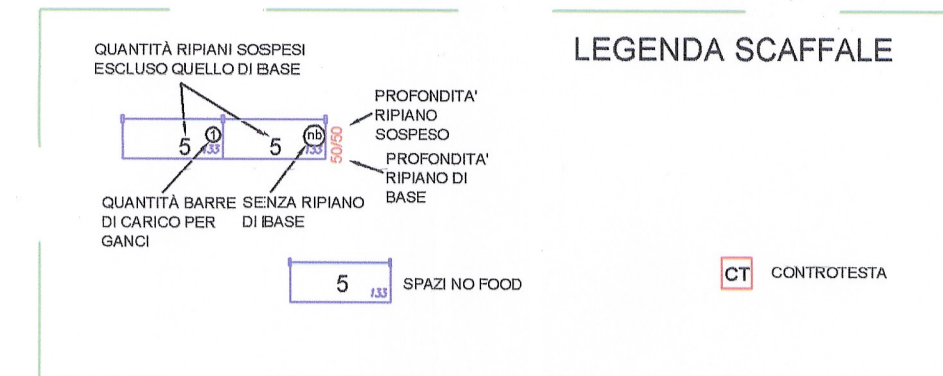 LEGENDA SCAFFALE
QUANTITÀ RIPIANI SOSPESI
ESCLUSO QUELLO DI BASE
PROFONDITA'
RIPIANO
SOSPESO
5 1 133 5 nb 133 50/50
PROFONDITA'
RIPIANO DI
BASE
QUANTITÀ BARRE
DI CARICO PER
GANCI
SENZA RIPIANO
DI BASE
5 133 SPAZI NO FOOD
CT CONTROTESTA